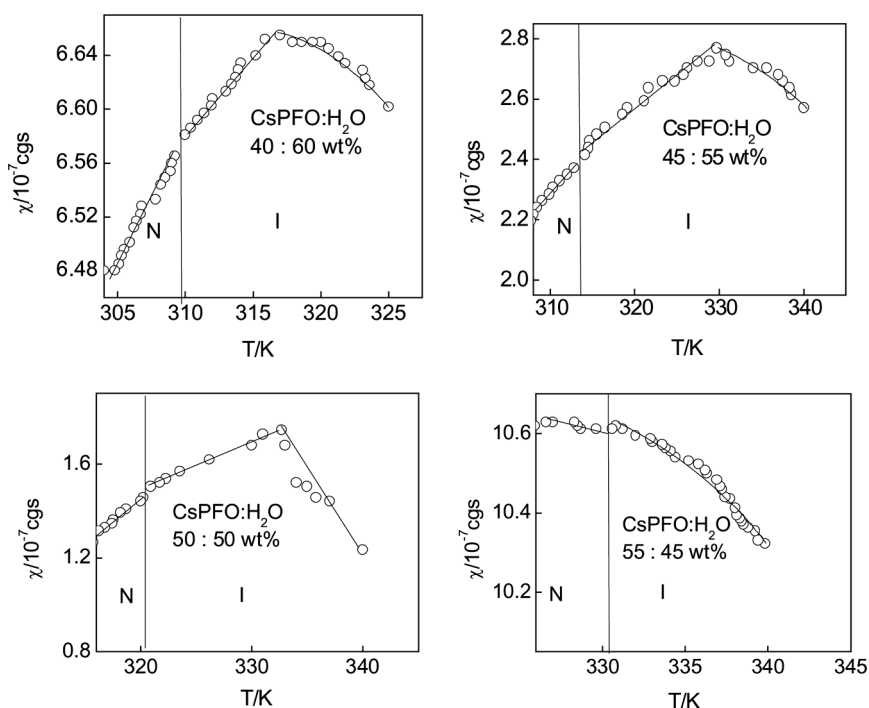 6.64
6.60
6.56
6.52
6.48
χ/10⁻⁷cgs
CsPFO:H₂O
40 : 60 wt%
N
I
305 310 315 320 325
T/K
2.8
2.6
2.4
2.2
2.0
χ/10⁻⁷cgs
CsPFO:H₂O
45 : 55 wt%
N
I
310 320 330 340
T/K
1.6
1.2
0.8
χ/10⁻⁷cgs
CsPFO:H₂O
50 : 50 wt%
N
I
320 330 340
T/K
10.6
10.4
10.2
χ/10⁻⁷cgs
CsPFO:H₂O
55 : 45 wt%
N
I
330 335 340 345
T/K